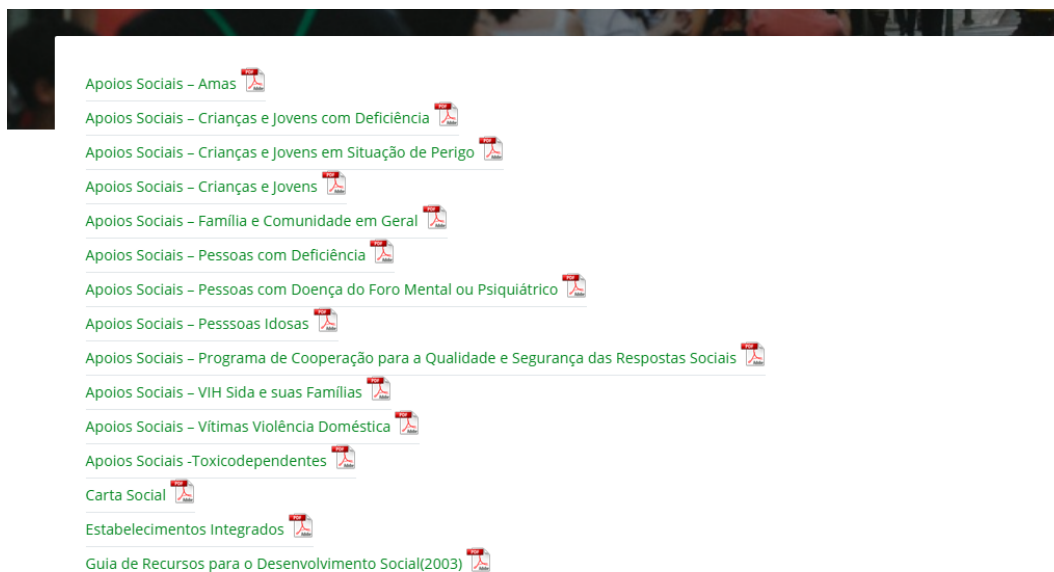 Apoios Sociais – Amas
Apoios Sociais – Crianças e Jovens com Deficiência
Apoios Sociais – Crianças e Jovens em Situação de Perigo
Apoios Sociais – Crianças e Jovens
Apoios Sociais – Família e Comunidade em Geral
Apoios Sociais – Pessoas com Deficiência
Apoios Sociais – Pessoas com Doença do Foro Mental ou Psiquiátrico
Apoios Sociais – Pesssoas Idosas
Apoios Sociais – Programa de Cooperação para a Qualidade e Segurança das Respostas Sociais
Apoios Sociais – VIH Sida e suas Famílias
Apoios Sociais – Vítimas Violência Doméstica
Apoios Sociais -Toxicodependentes
Carta Social
Estabelecimentos Integrados
Guia de Recursos para o Desenvolvimento Social(2003)